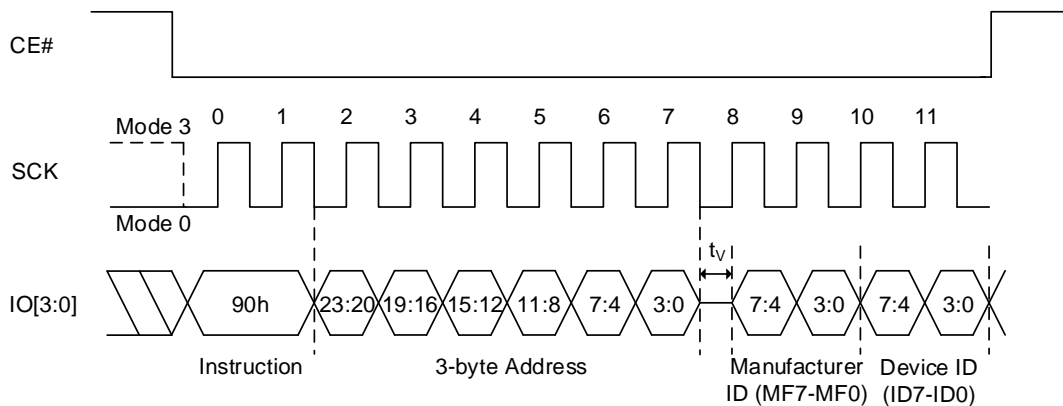 CE#
0 1 2 3 4 5 6 7 8 9 10 11
Mode 3
SCK
Mode 0
tV
IO[3:0] 90h 23:20 19:16 15:12 11:8 7:4 3:0 7:4 3:0 7:4 3:0
Instruction 3-byte Address Manufacturer Device ID
ID (MF7-MF0) (ID7-ID0)